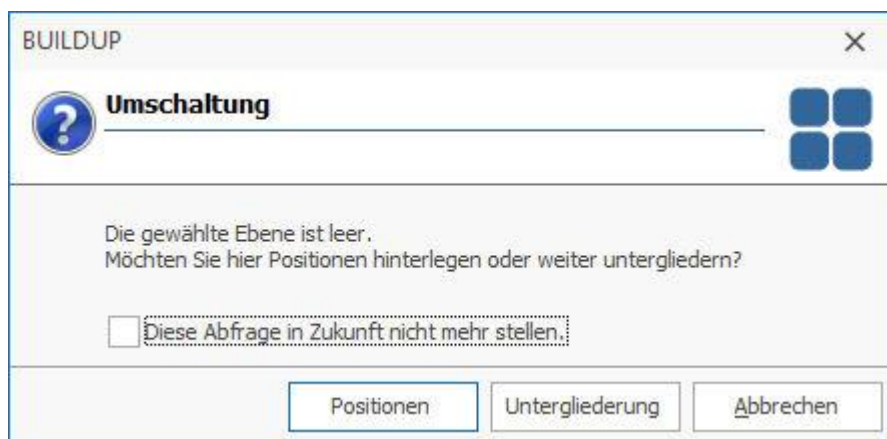 BUILDUP
Umschaltung
Die gewählte Ebene ist leer.
Möchten Sie hier Positionen hinterlegen oder weiter untergliedern?
Diese Abfrage in Zukunft nicht mehr stellen.
Positionen Untergliederung Abbrechen